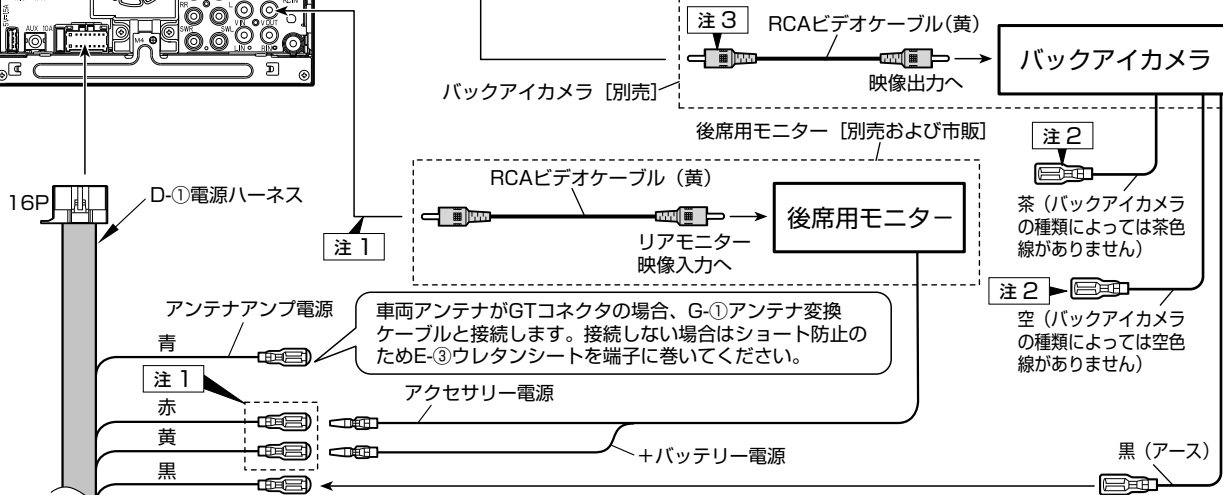 RR
L
VIN
VOUT
SWR
SWL
LIN
RIN
AUX
10A
M4
注 3
RCAビデオケーブル(黄)
バックアイカメラ
バックアイカメラ［別売］
映像出力へ
後席用モニター［別売および市販］
注 2
RCAビデオケーブル（黄）
後席用モニター
リアモニター
映像入力へ
茶（バックアイカメラ
の種類によっては茶色
線がありません）
16P
D-①電源ハーネス
注 1
注 2
空（バックアイカメラ
の種類によっては空色
線がありません）
アンテナアンプ電源
車両アンテナがGTコネクタの場合、G-①アンテナ変換
ケーブルと接続します。接続しない場合はショート防止の
ためE-③ウレタンシートを端子に巻いてください。
青
注 1
赤
アクセサリー電源
黄
＋バッテリー電源
黒
黒（アース）